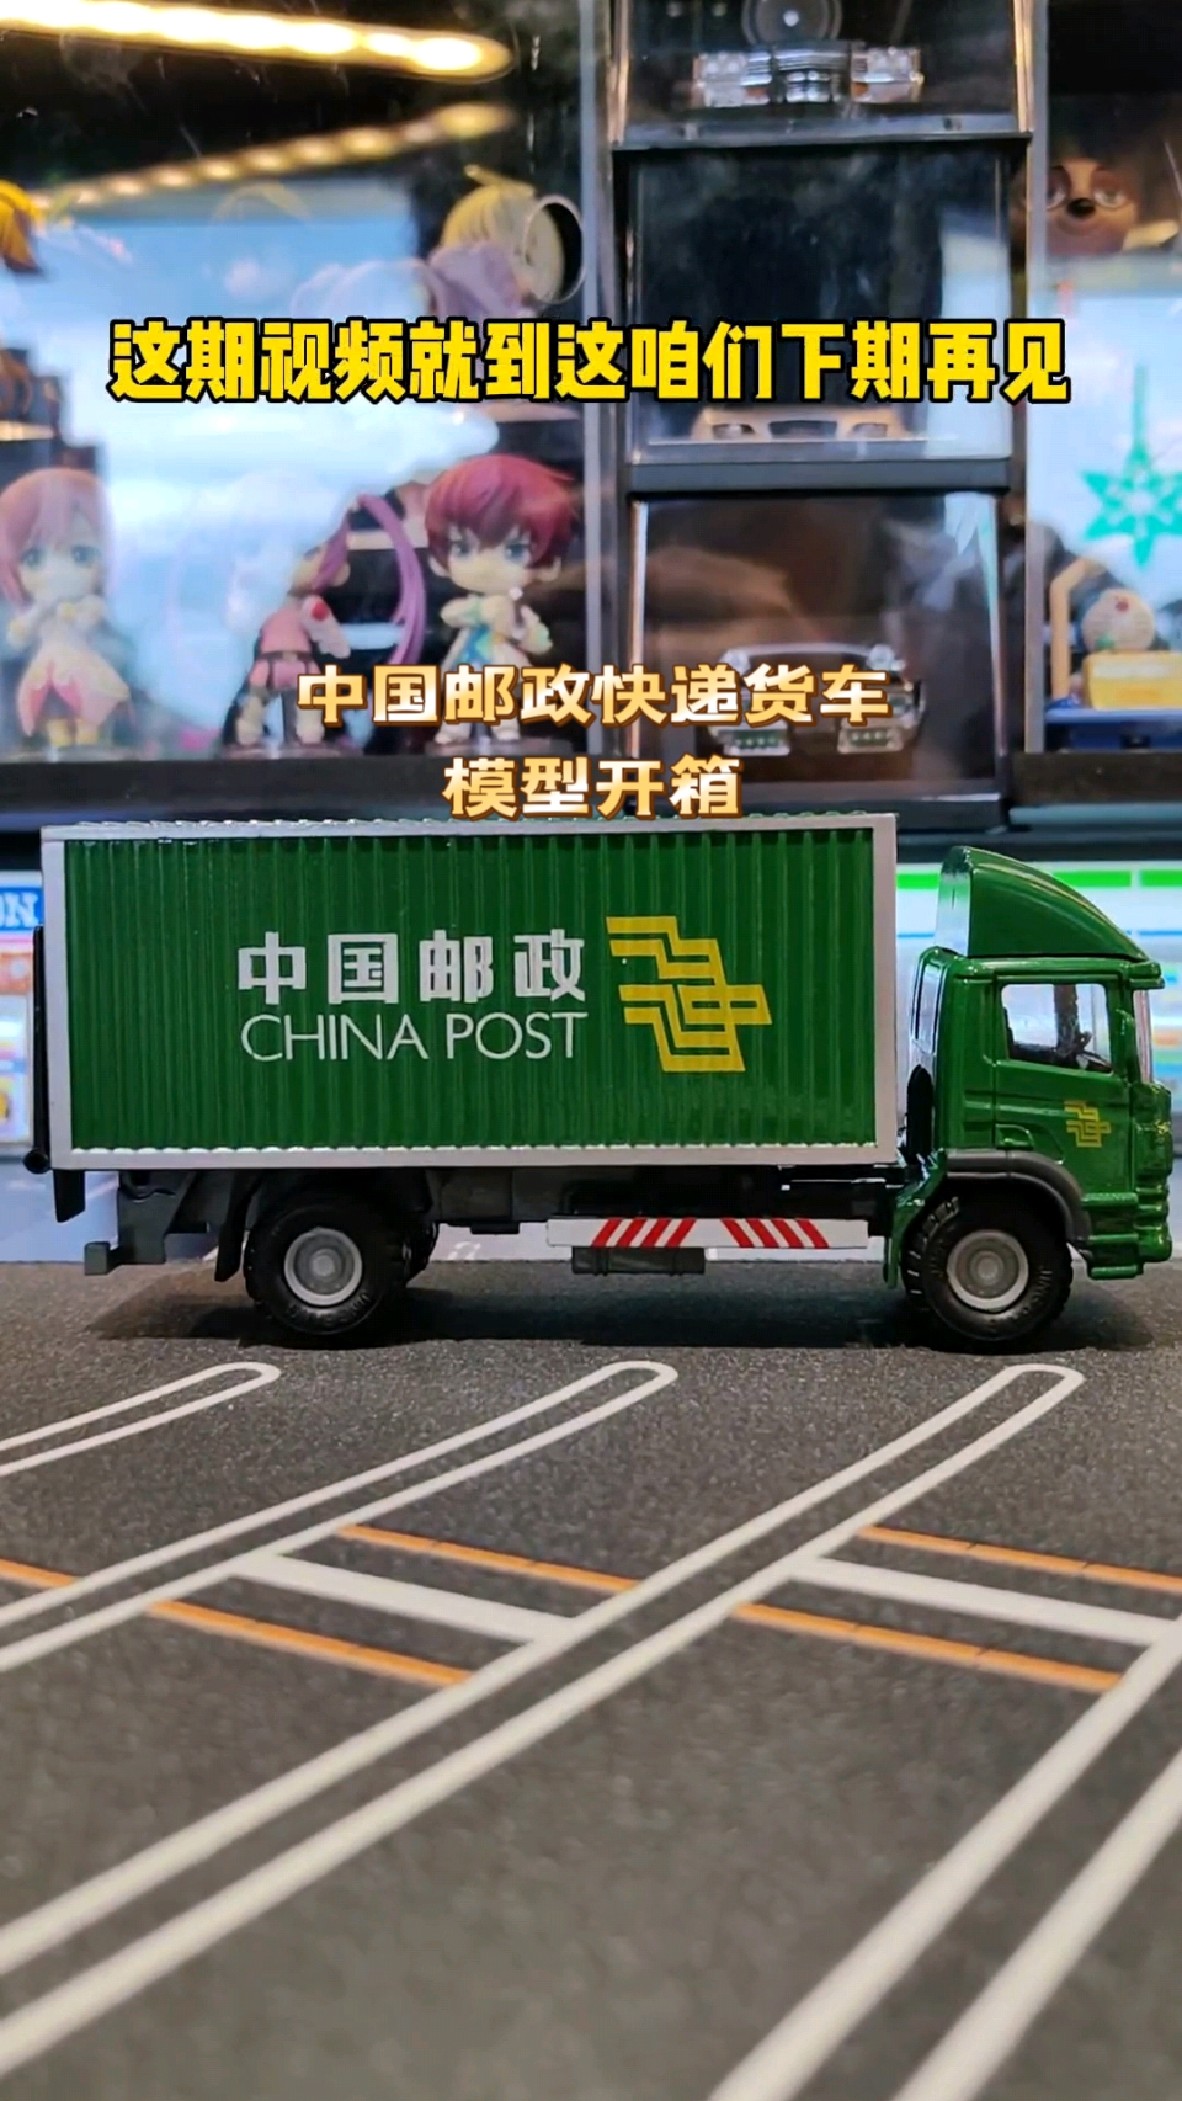 这期视频就到这咱们下期再见
中国邮政快递货车
模型开箱
中国邮政
CHINA POST